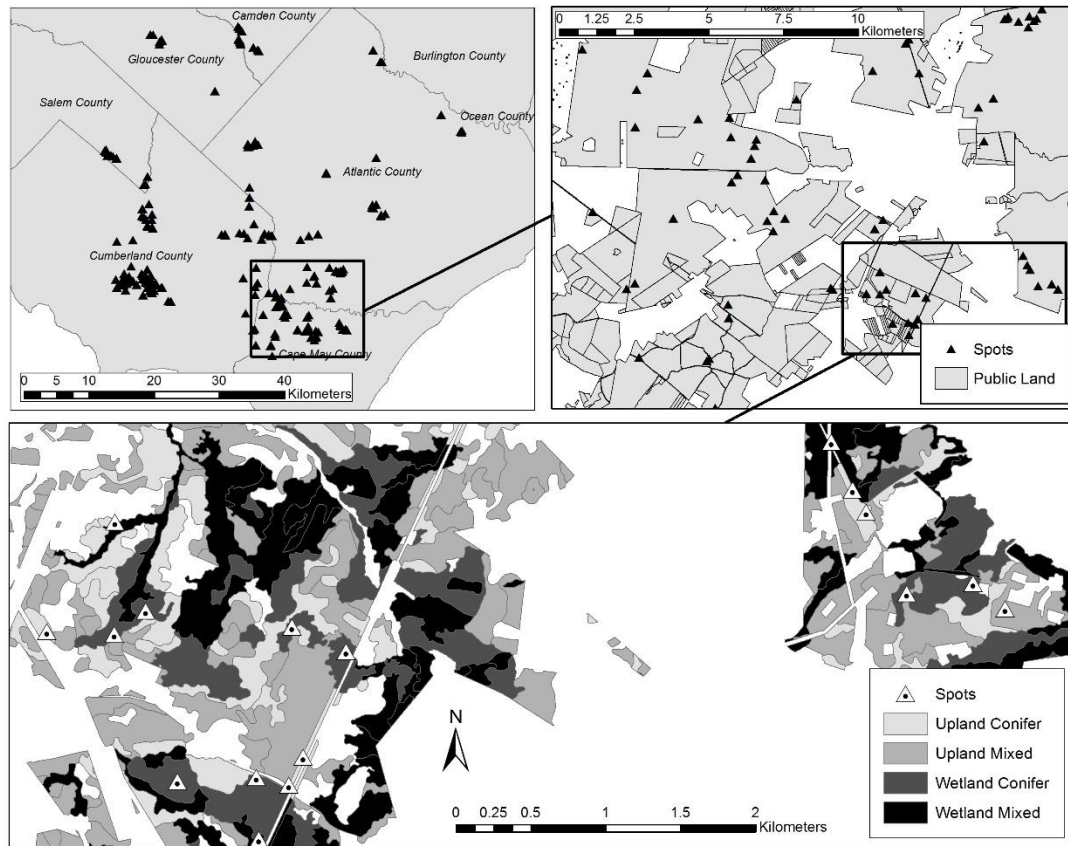 Camden County
Gloucester County
Burlington County
Salem County
Ocean County
Atlantic County
Cumberland County
Cape May County
0 5 10 20 30 40
Kilometers
0 1.25 2.5 5 7.5 10
Kilometers
Spots
Public Land
N
0 0.25 0.5 1 1.5 2
Kilometers
Spots
Upland Conifer
Upland Mixed
Wetland Conifer
Wetland Mixed